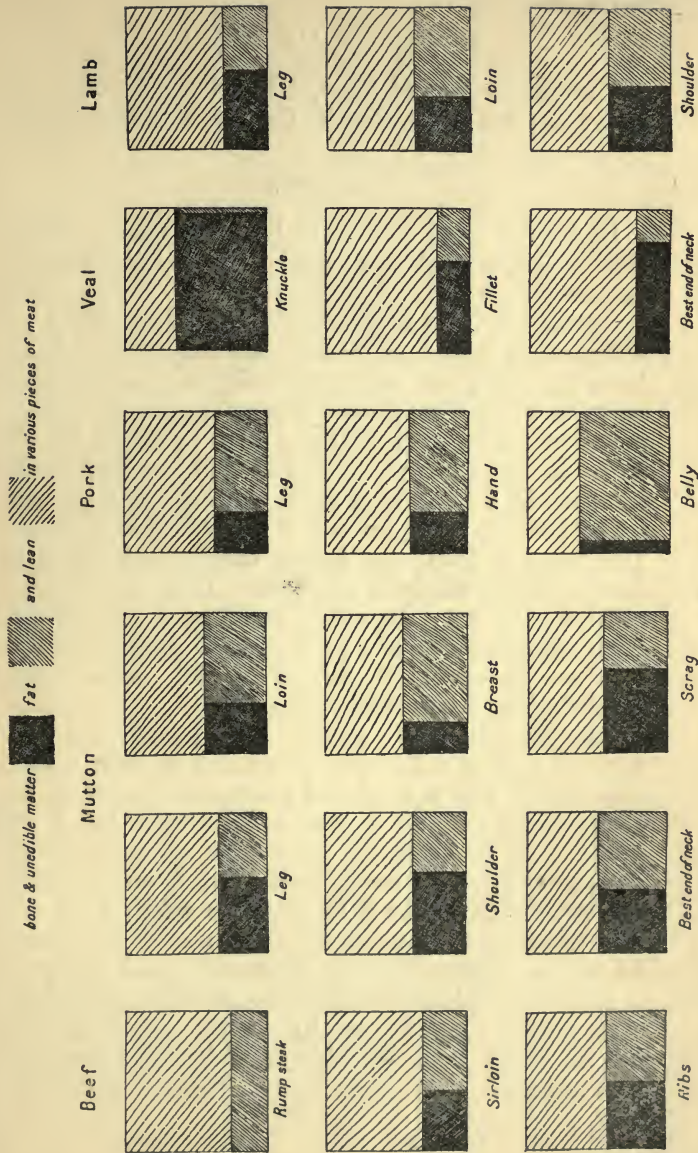 bone & unedible matter fat and lean in various pieces of meat
Beef Mutton Pork Veal Lamb
Rump steak Leg Loin Leg Knuckle Leg
Sirloin Shoulder Breast Hand Fillet Loin
Ribs Best end of neck Scrag Belly Best end of neck Shoulder